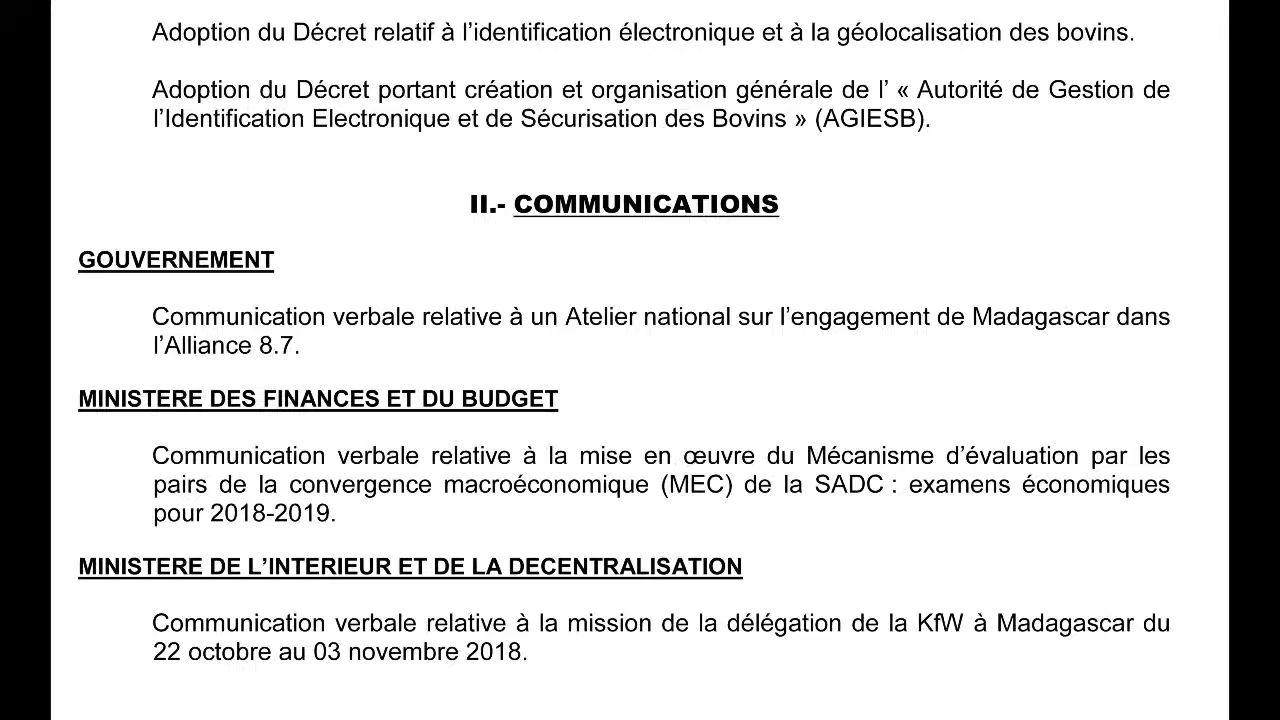 Adoption du Décret relatif à l’identification électronique et à la géolocalisation des bovins.
Adoption du Décret portant création et organisation générale de l’ « Autorité de Gestion de
l’Identification Electronique et de Sécurisation des Bovins » (AGIESB).
II.- COMMUNICATIONS
GOUVERNEMENT
Communication verbale relative à un Atelier national sur l’engagement de Madagascar dans
l’Alliance 8.7.
MINISTERE DES FINANCES ET DU BUDGET
Communication verbale relative à la mise en œuvre du Mécanisme d’évaluation par les
pairs de la convergence macroéconomique (MEC) de la SADC : examens économiques
pour 2018-2019.
MINISTERE DE L’INTERIEUR ET DE LA DECENTRALISATION
Communication verbale relative à la mission de la délégation de la KfW à Madagascar du
22 octobre au 03 novembre 2018.